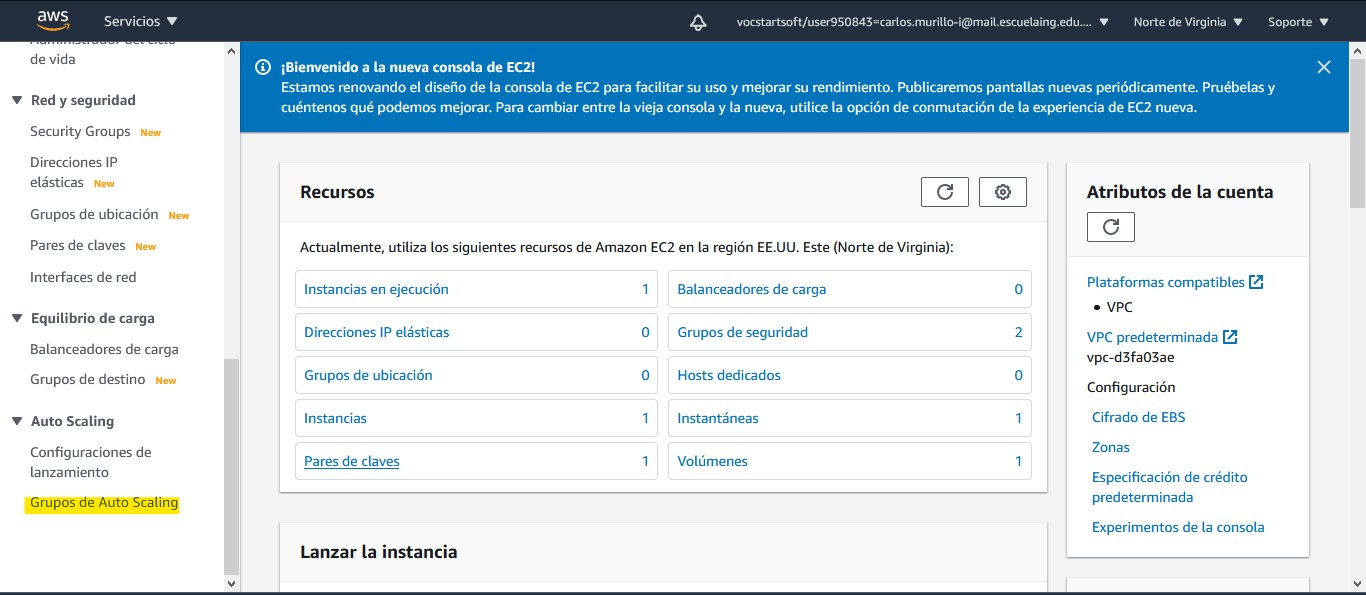 aws
Servicios
vocstartsoft/user950843=carlos.murillo-i@mail.escuelaing.edu....
Norte de Virginia
Soporte
Administrador del ciclo
de vida
Red y seguridad
Security Groups New
Direcciones IP
elásticas New
Grupos de ubicación New
Pares de claves New
Interfaces de red
Equilibrio de carga
Balanceadores de carga
Grupos de destino New
Auto Scaling
Configuraciones de
lanzamiento
Grupos de Auto Scaling
¡Bienvenido a la nueva consola de EC2!
Estamos renovando el diseño de la consola de EC2 para facilitar su uso y mejorar su rendimiento. Publicaremos pantallas nuevas periódicamente. Pruébelas y
cuéntenos qué podemos mejorar. Para cambiar entre la vieja consola y la nueva, utilice la opción de conmutación de la experiencia de EC2 nueva.
Recursos
Actualmente, utiliza los siguientes recursos de Amazon EC2 en la región EE.UU. Este (Norte de Virginia):
Instancias en ejecución 1
Balanceadores de carga 0
Direcciones IP elásticas 0
Grupos de seguridad 2
Grupos de ubicación 0
Hosts dedicados 0
Instancias 1
Instantáneas 1
Pares de claves 1
Volúmenes 1
Lanzar la instancia
Atributos de la cuenta
Plataformas compatibles
• VPC
VPC predeterminada
vpc-d3fa03ae
Configuración
Cifrado de EBS
Zonas
Especificación de crédito
predeterminada
Experimentos de la consola